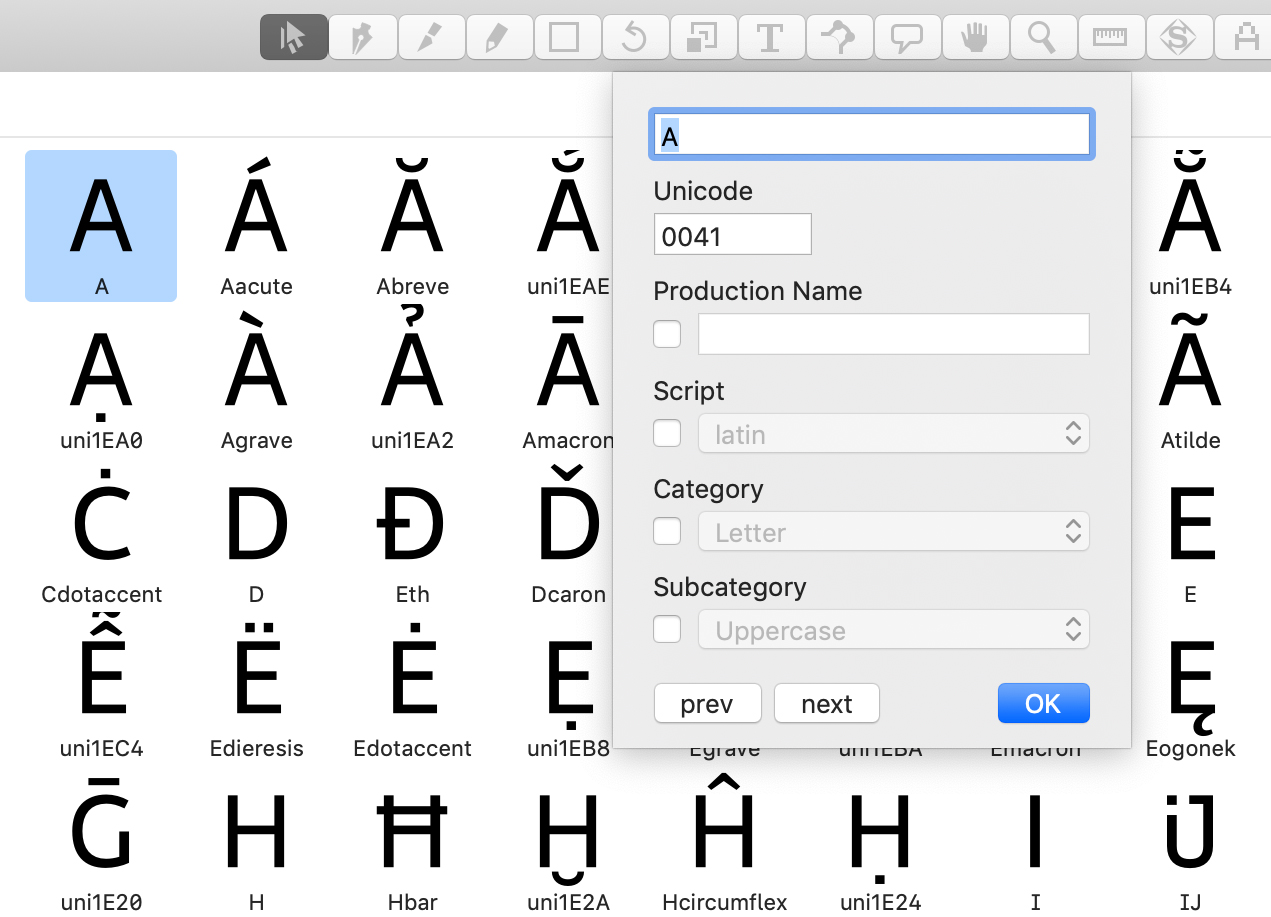 A
Unicode
0041
Production Name
Script
latin
Category
Letter
Subcategory
Uppercase
prev next OK
A Á Ă Ắ Ẵ
A Aacute Abreve uni1EAE uni1EB4
Ạ À Ả Ā Ã
uni1EA0 Agrave uni1EA2 Amacron Atilde
Ċ D Đ Ď E
Cdotaccent D Eth Dcaron E
Ễ Ë Ė Ẹ Ę
uni1EC4 Edieresis Edotaccent uni1EB8 Egrave uni1EBA Emacron Eogonek
Ḡ H Ħ Ḫ Ĥ Ḥ I IJ
uni1E20 H Hbar uni1E2A Hcircumflex uni1E24 I IJ